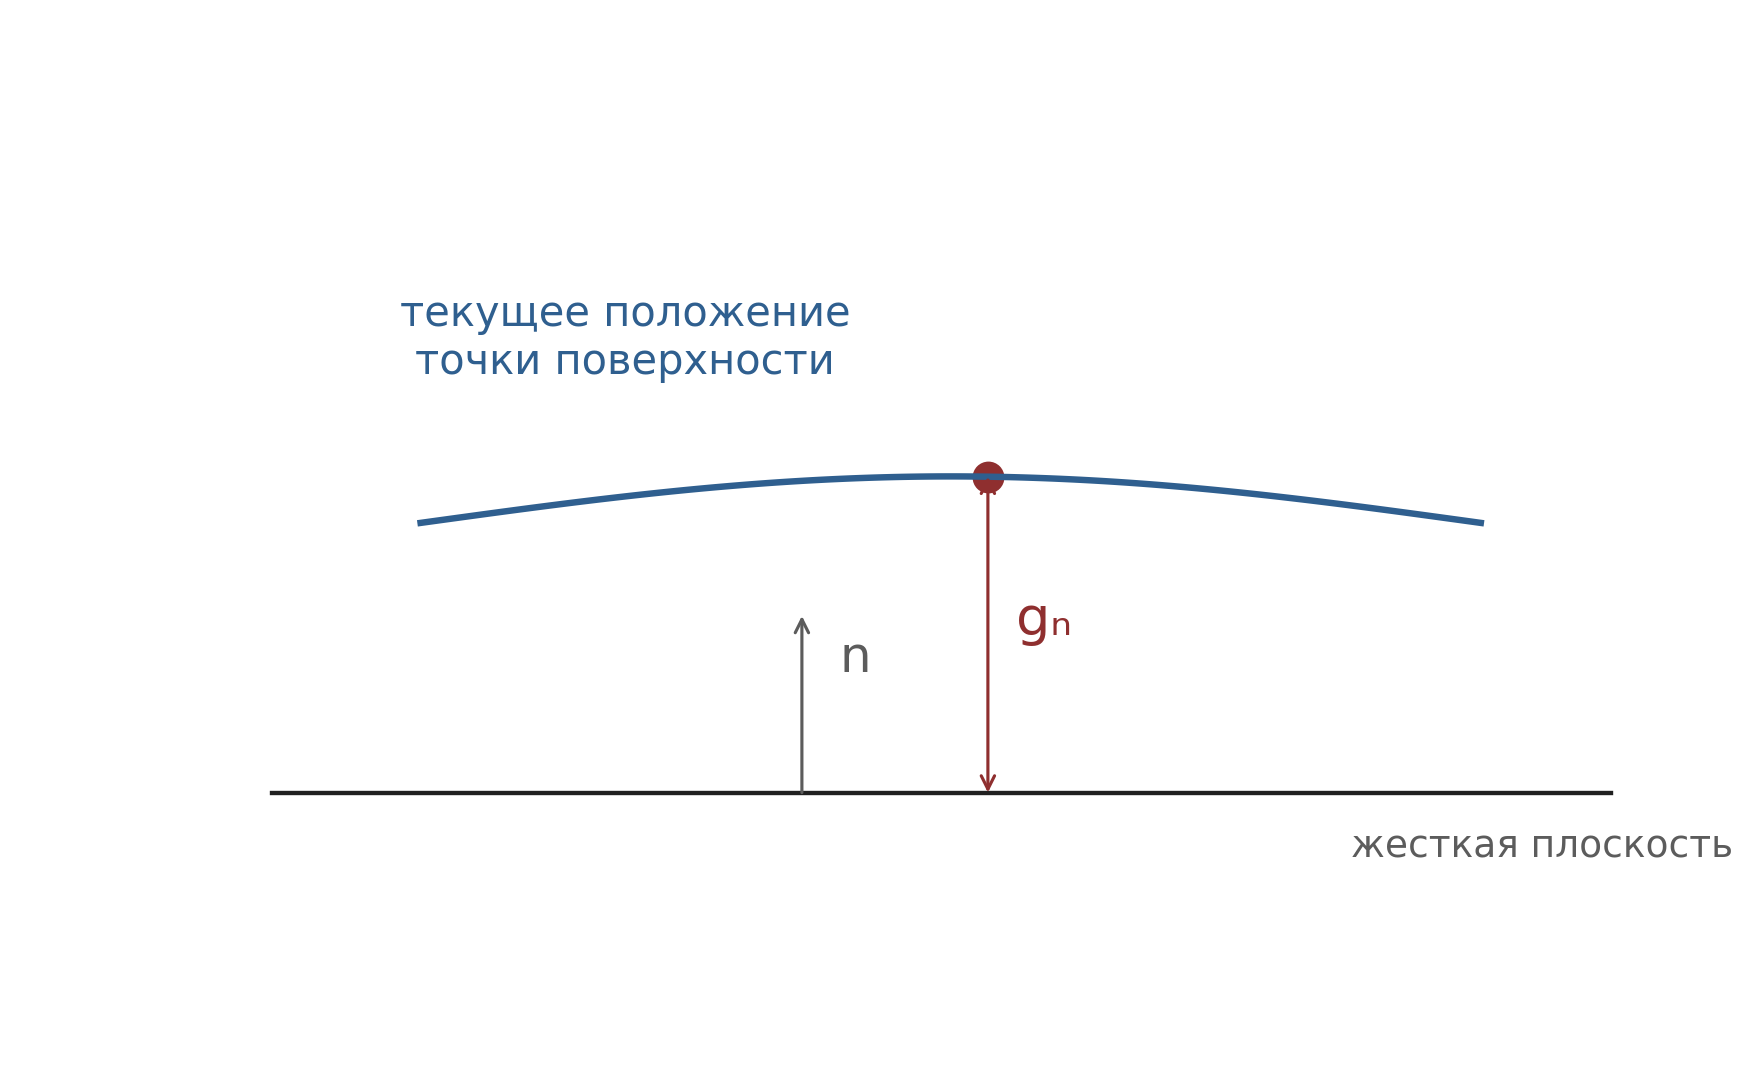 текущее положение
точки поверхности
gₙ
n
жесткая плоскость